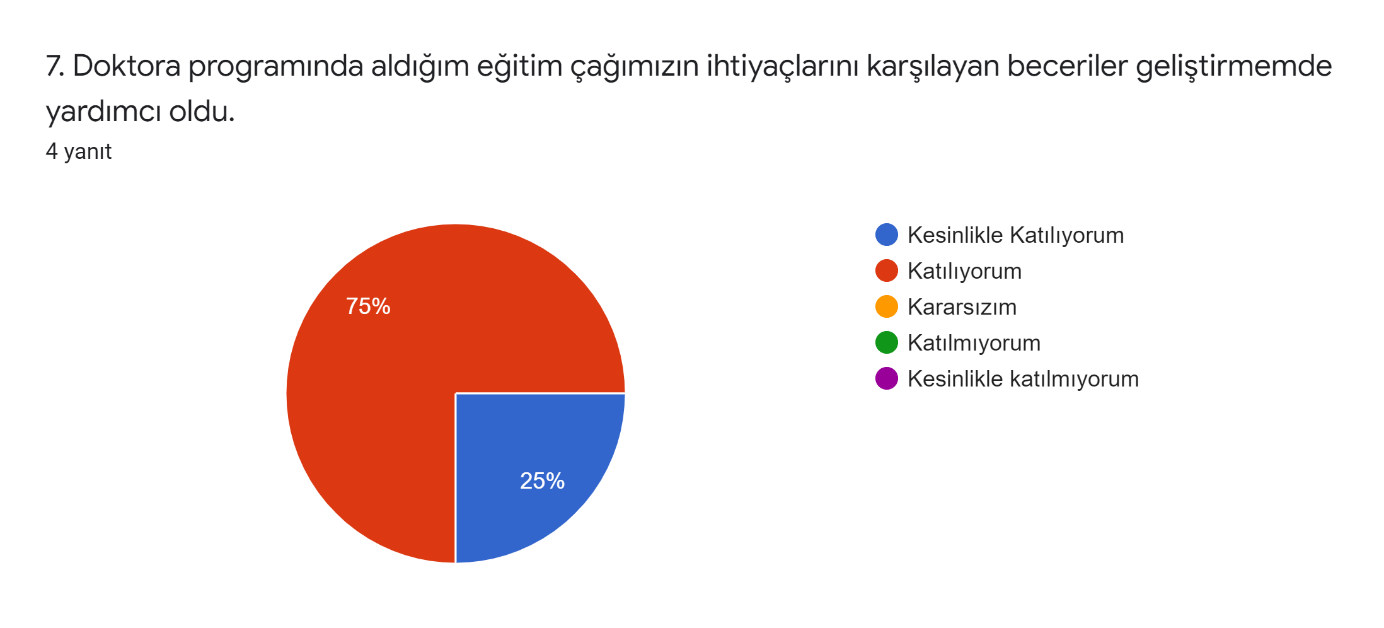 7. Doktora programında aldığım eğitim çağımızın ihtiyaçlarını karşılayan beceriler geliştirmemde
yardımcı oldu.
4 yanıt
75%
25%
Kesinlikle Katılıyorum
Katılıyorum
Kararsızım
Katılmıyorum
Kesinlikle katılmıyorum